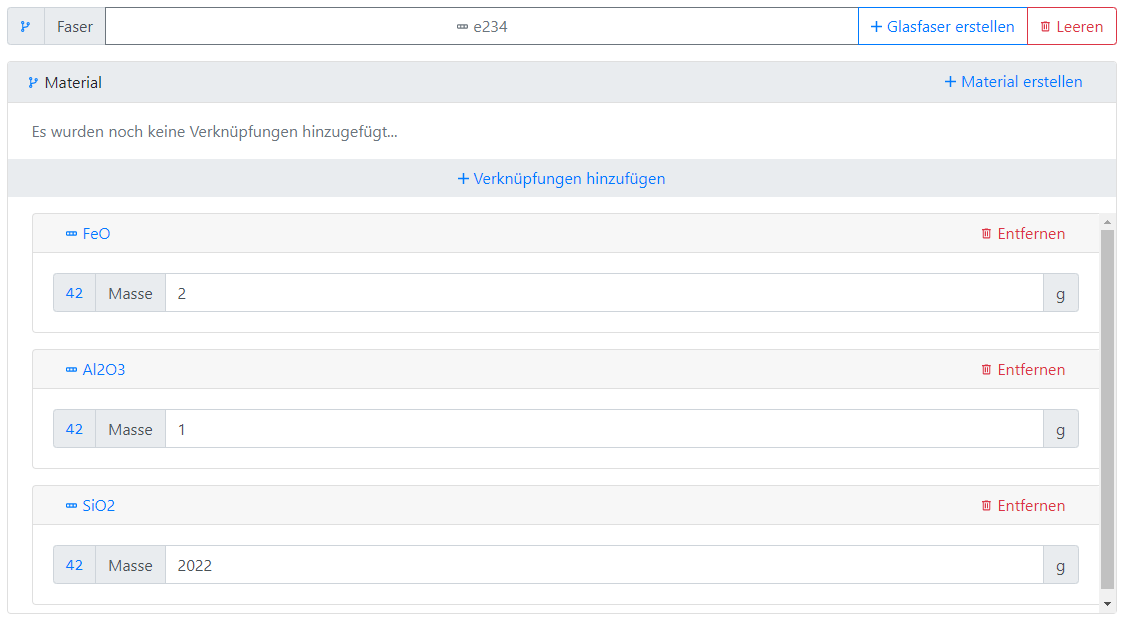 Faser e234 Glasfaser erstellen Leeren
Material Material erstellen
Es wurden noch keine Verknüpfungen hinzugefügt...
Verknüpfungen hinzufügen
FeO Entfernen
42 Masse 2 g
Al2O3 Entfernen
42 Masse 1 g
SiO2 Entfernen
42 Masse 2022 g